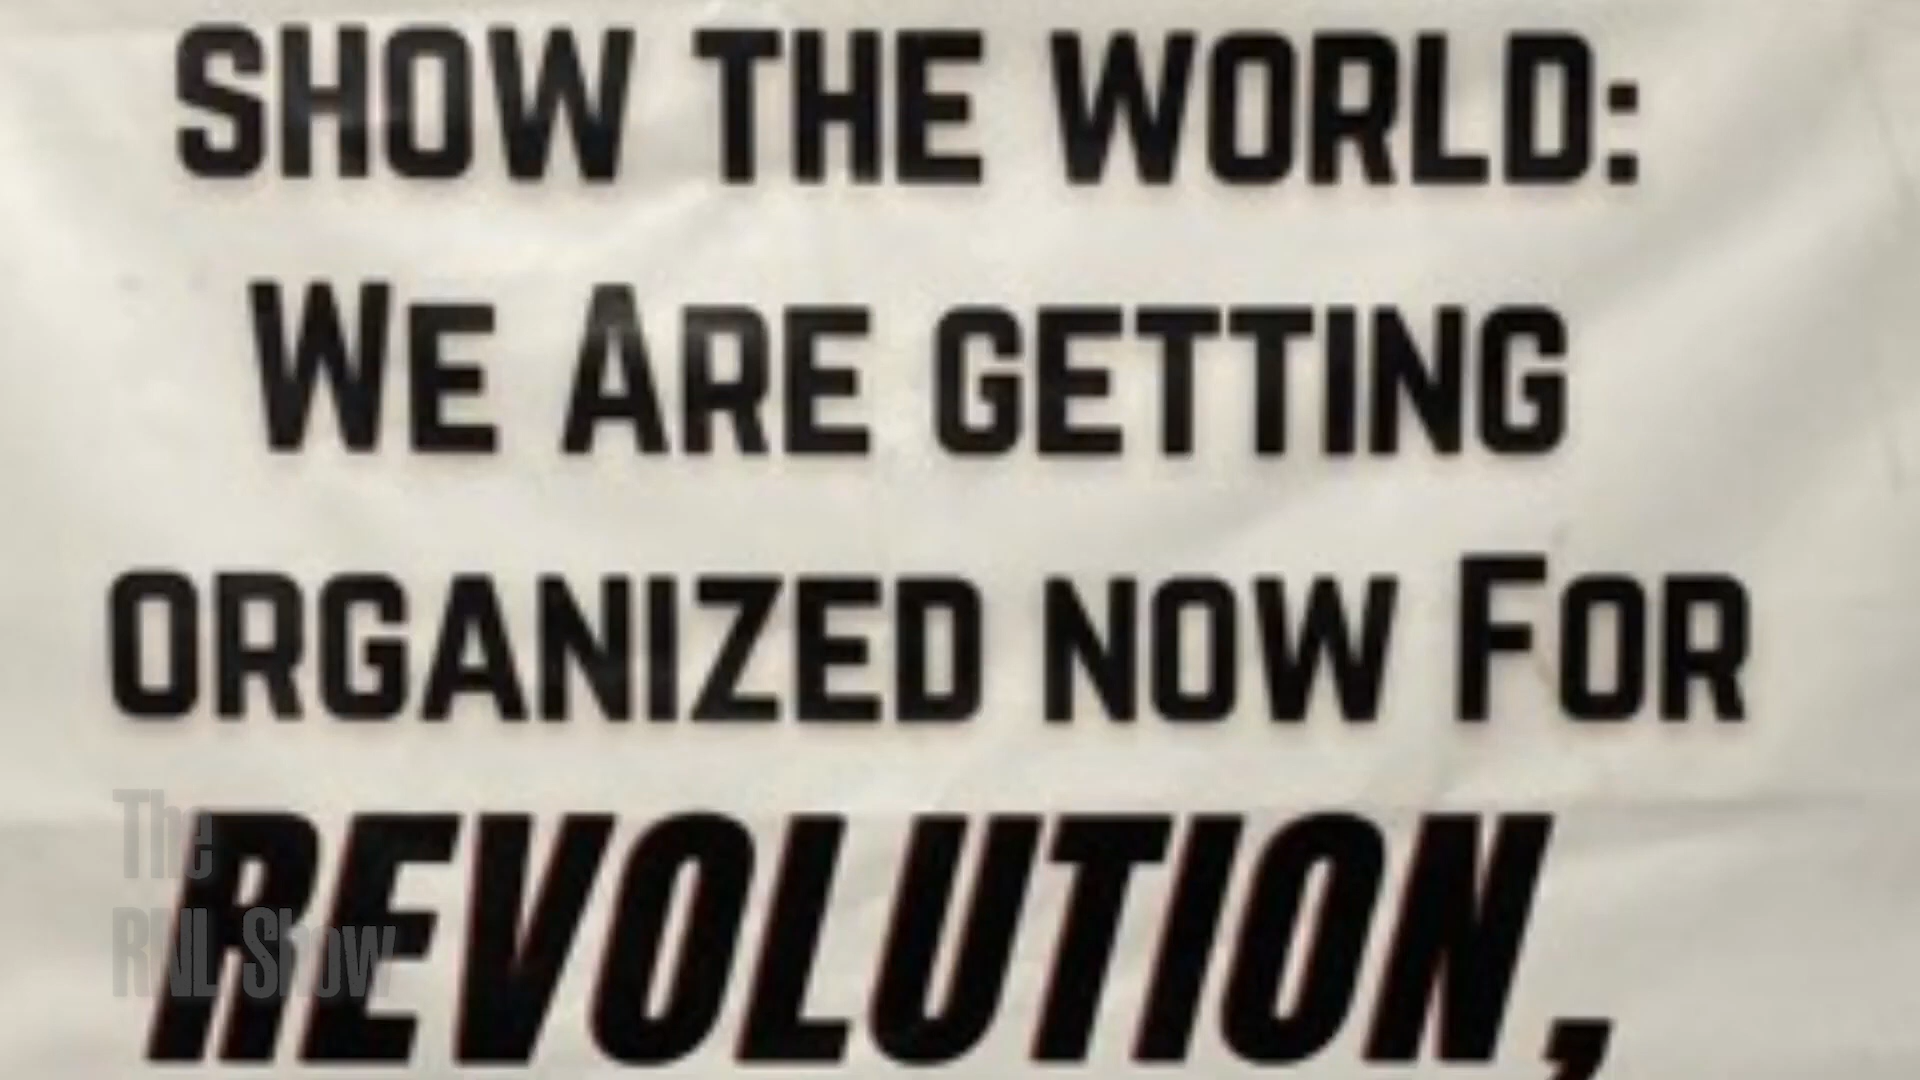 SHOW THE WORLD:
WE ARE GETTING
ORGANIZED NOW FOR
REVOLUTION,
The
RNL Show